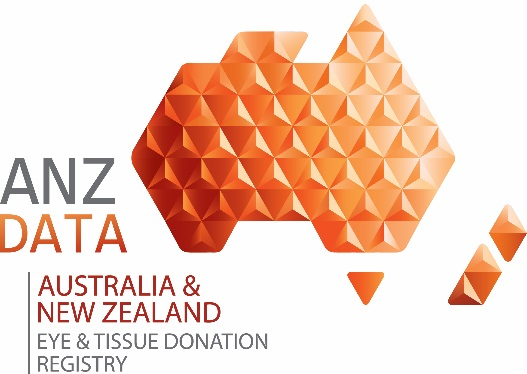 ANZ
DATA
AUSTRALIA &
NEW ZEALAND
EYE & TISSUE DONATION
REGISTRY